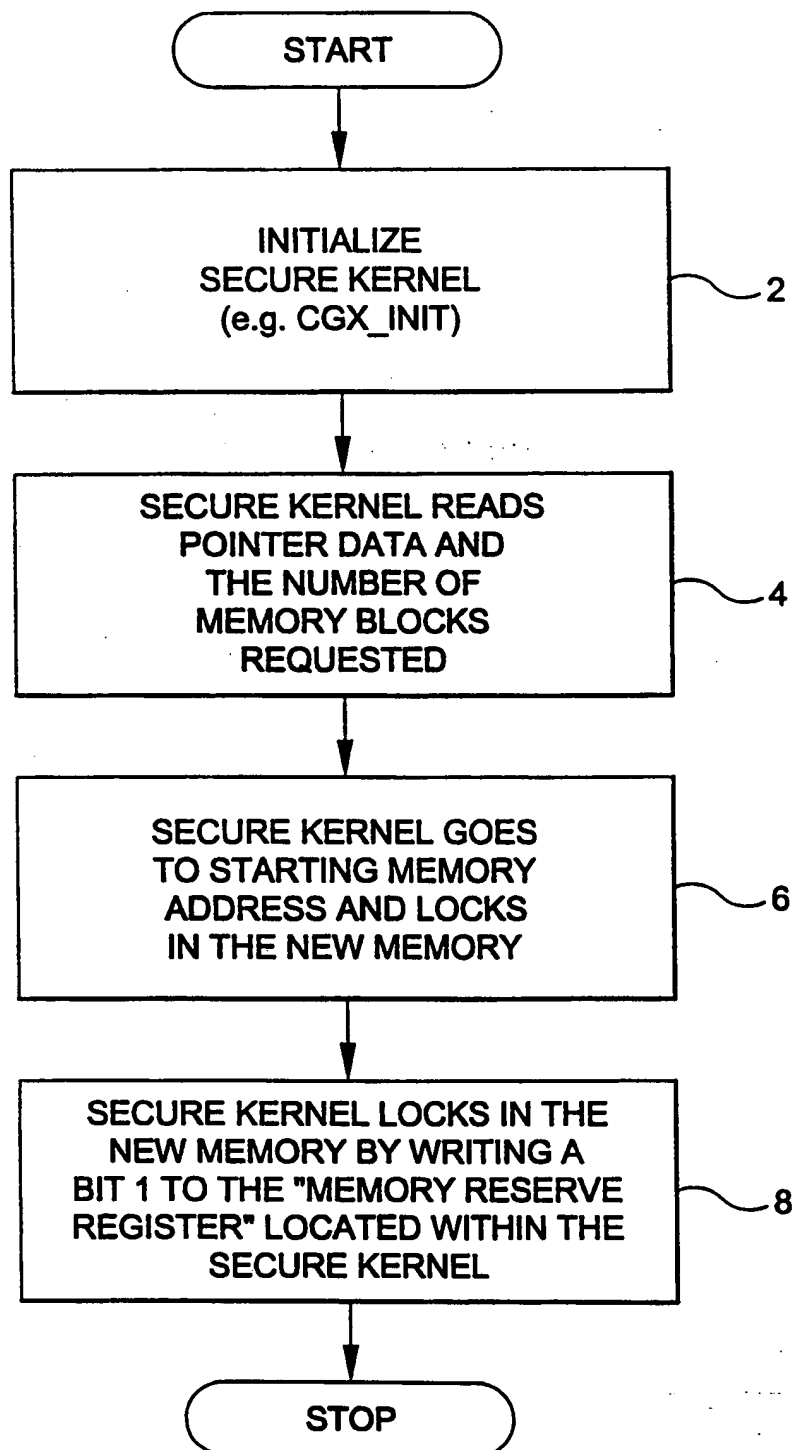 START
INITIALIZE
SECURE KERNEL
(e.g. CGX_INIT)
2
SECURE KERNEL READS
POINTER DATA AND
THE NUMBER OF
MEMORY BLOCKS
REQUESTED
4
SECURE KERNEL GOES
TO STARTING MEMORY
ADDRESS AND LOCKS
IN THE NEW MEMORY
6
SECURE KERNEL LOCKS IN THE
NEW MEMORY BY WRITING A
BIT 1 TO THE "MEMORY RESERVE
REGISTER" LOCATED WITHIN THE
SECURE KERNEL
8
STOP